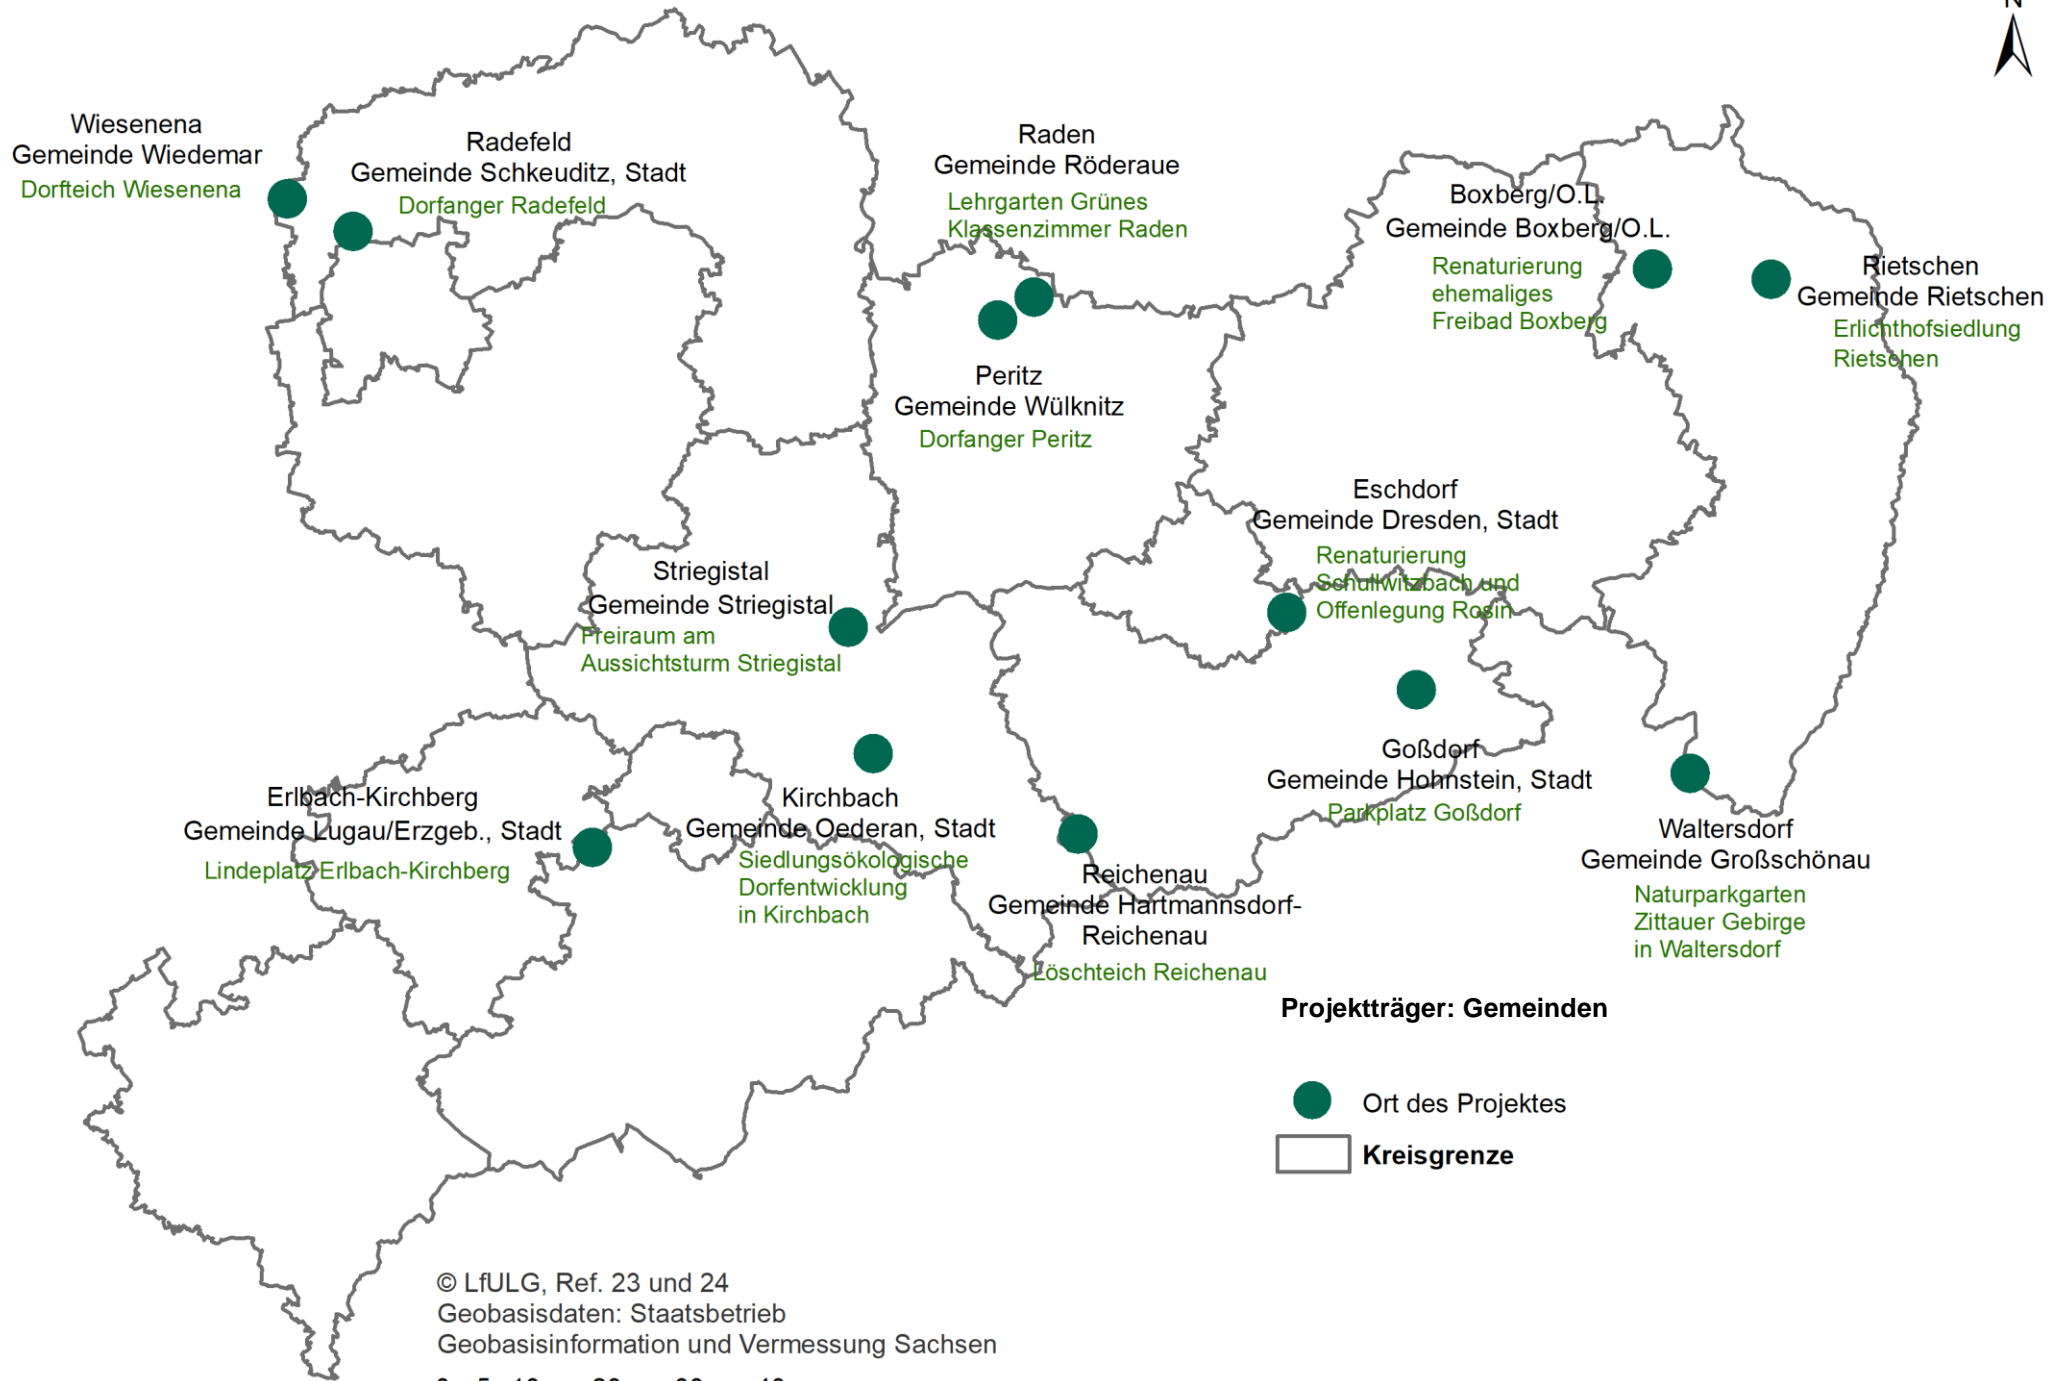 N
Wiesenena
Gemeinde Wiedemar
Dorfteich Wiesenena
Radefeld
Gemeinde Schkeuditz, Stadt
Dorfanger Radefeld
Raden
Gemeinde Röderaue
Lehrgarten Grünes
Klassenzimmer Raden
Boxberg/O.L.
Gemeinde Boxberg/O.L.
Renaturierung
ehemaliges
Freibad Boxberg
Rietschen
Gemeinde Rietschen
Erlichthofsiedlung
Rietschen
Peritz
Gemeinde Wülknitz
Dorfanger Peritz
Eschdorf
Gemeinde Dresden, Stadt
Renaturierung
Schullwitzbach und
Offenlegung Rosin
Striegistal
Gemeinde Striegistal
Freiraum am
Aussichtsturm Striegistal
Goßdorf
Gemeinde Hohnstein, Stadt
Parkplatz Goßdorf
Erlbach-Kirchberg
Gemeinde Lugau/Erzgeb., Stadt
Lindeplatz Erlbach-Kirchberg
Kirchbach
Gemeinde Oederan, Stadt
Siedlungsökologische
Dorfentwicklung
in Kirchbach
Reichenau
Gemeinde Hartmannsdorf-
Reichenau
Löschteich Reichenau
Waltersdorf
Gemeinde Großschönau
Naturparkgarten
Zittauer Gebirge
in Waltersdorf
Projektträger: Gemeinden
Ort des Projektes
Kreisgrenze
© LfULG, Ref. 23 und 24
Geobasisdaten: Staatsbetrieb
Geobasisinformation und Vermessung Sachsen